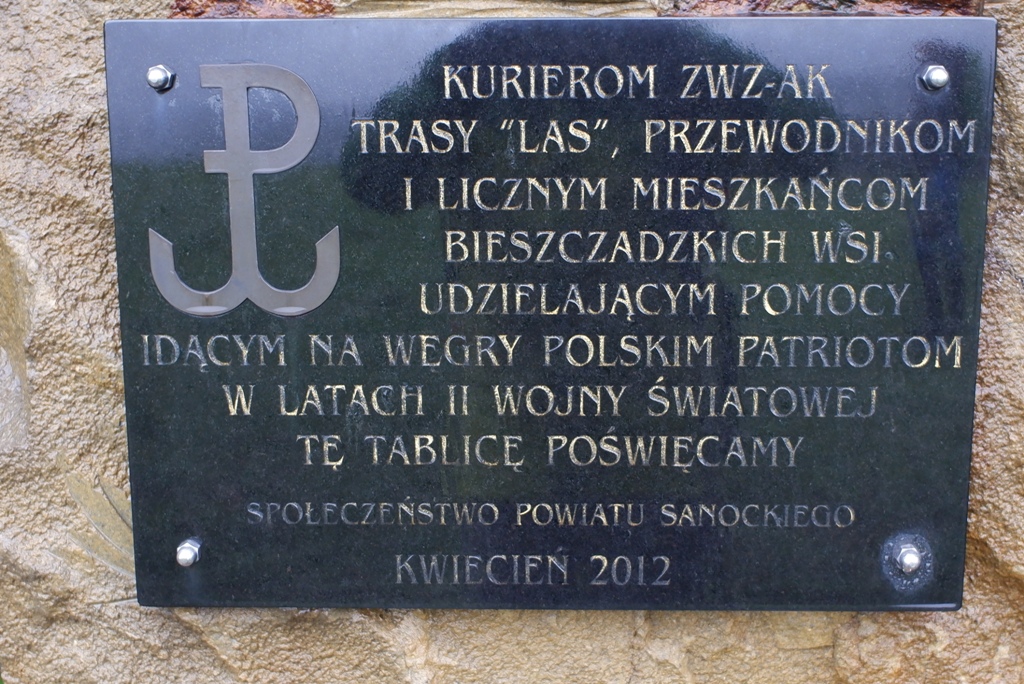 KURIEROM ZWZ-AK
TRASY "LAS", PRZEWODNIKOM
I LICZNYM MIESZKAŃCOM
BIESZCZADZKICH WSI.
UDZIELAJĄCYM POMOCY
IDĄCYM NA WEGRY POLSKIM PATRIOTOM
W LATACH II WOJNY ŚWIATOWEJ
TĘ TABLICĘ POŚWIĘCAMY
SPOŁECZEŃSTWO POWIATU SANOCKIEGO
KWIECIEŃ 2012